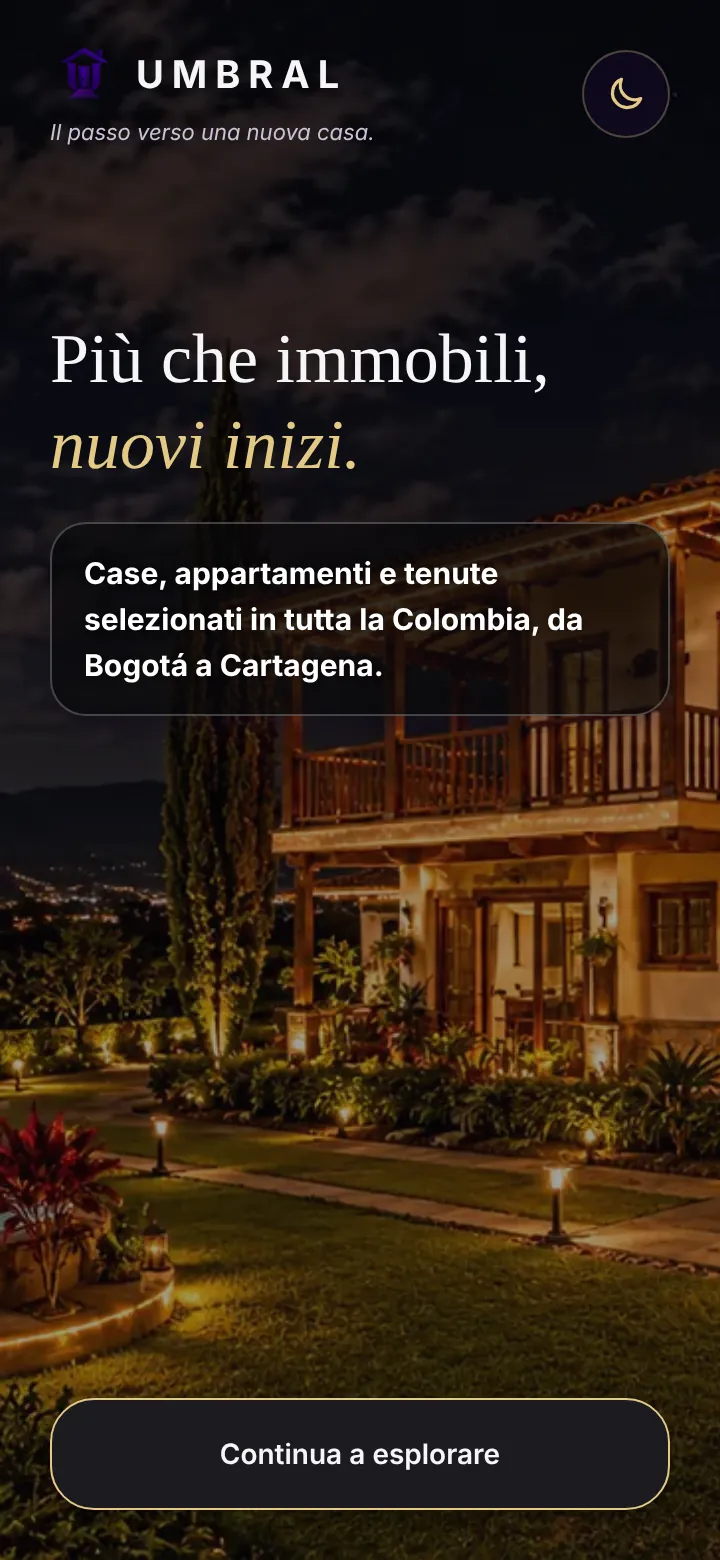 UMBRAL
Il passo verso una nuova casa.
Più che immobili,
nuovi inizi.
Case, appartamenti e tenute
selezionati in tutta la Colombia, da
Bogotá a Cartagena.
Continua a esplorare